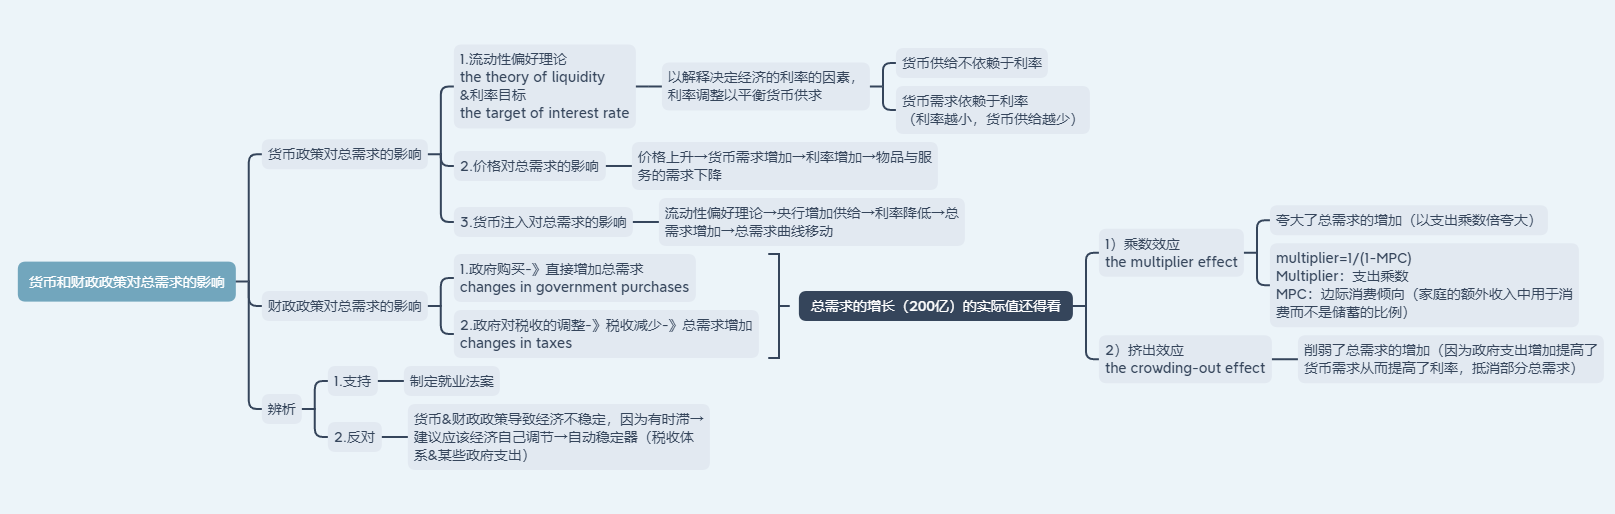 货币和财政政策对总需求的影响
货币政策对总需求的影响
1.流动性偏好理论
the theory of liquidity
&利率目标
the target of interest rate
以解释决定经济的利率的因素，
利率调整以平衡货币供求
货币供给不依赖于利率
货币需求依赖于利率
（利率越小，货币供给越少）
2.价格对总需求的影响
价格上升→货币需求增加→利率增加→物品与服
务的需求下降
3.货币注入对总需求的影响
流动性偏好理论→央行增加供给→利率降低→总
需求增加→总需求曲线移动
财政政策对总需求的影响
1.政府购买-》直接增加总需求
changes in government purchases
2.政府对税收的调整-》税收减少-》总需求增加
changes in taxes
总需求的增长（200亿）的实际值还得看
1）乘数效应
the multiplier effect
夸大了总需求的增加（以支出乘数倍夸大）
multiplier=1/(1-MPC)
Multiplier：支出乘数
MPC：边际消费倾向（家庭的额外收入中用于消
费而不是储蓄的比例）
2）挤出效应
the crowding-out effect
削弱了总需求的增加（因为政府支出增加提高了
货币需求从而提高了利率，抵消部分总需求）
辨析
1.支持
制定就业法案
2.反对
货币&财政政策导致经济不稳定，因为有时滞→
建议应该经济自己调节→自动稳定器（税收体
系&某些政府支出）